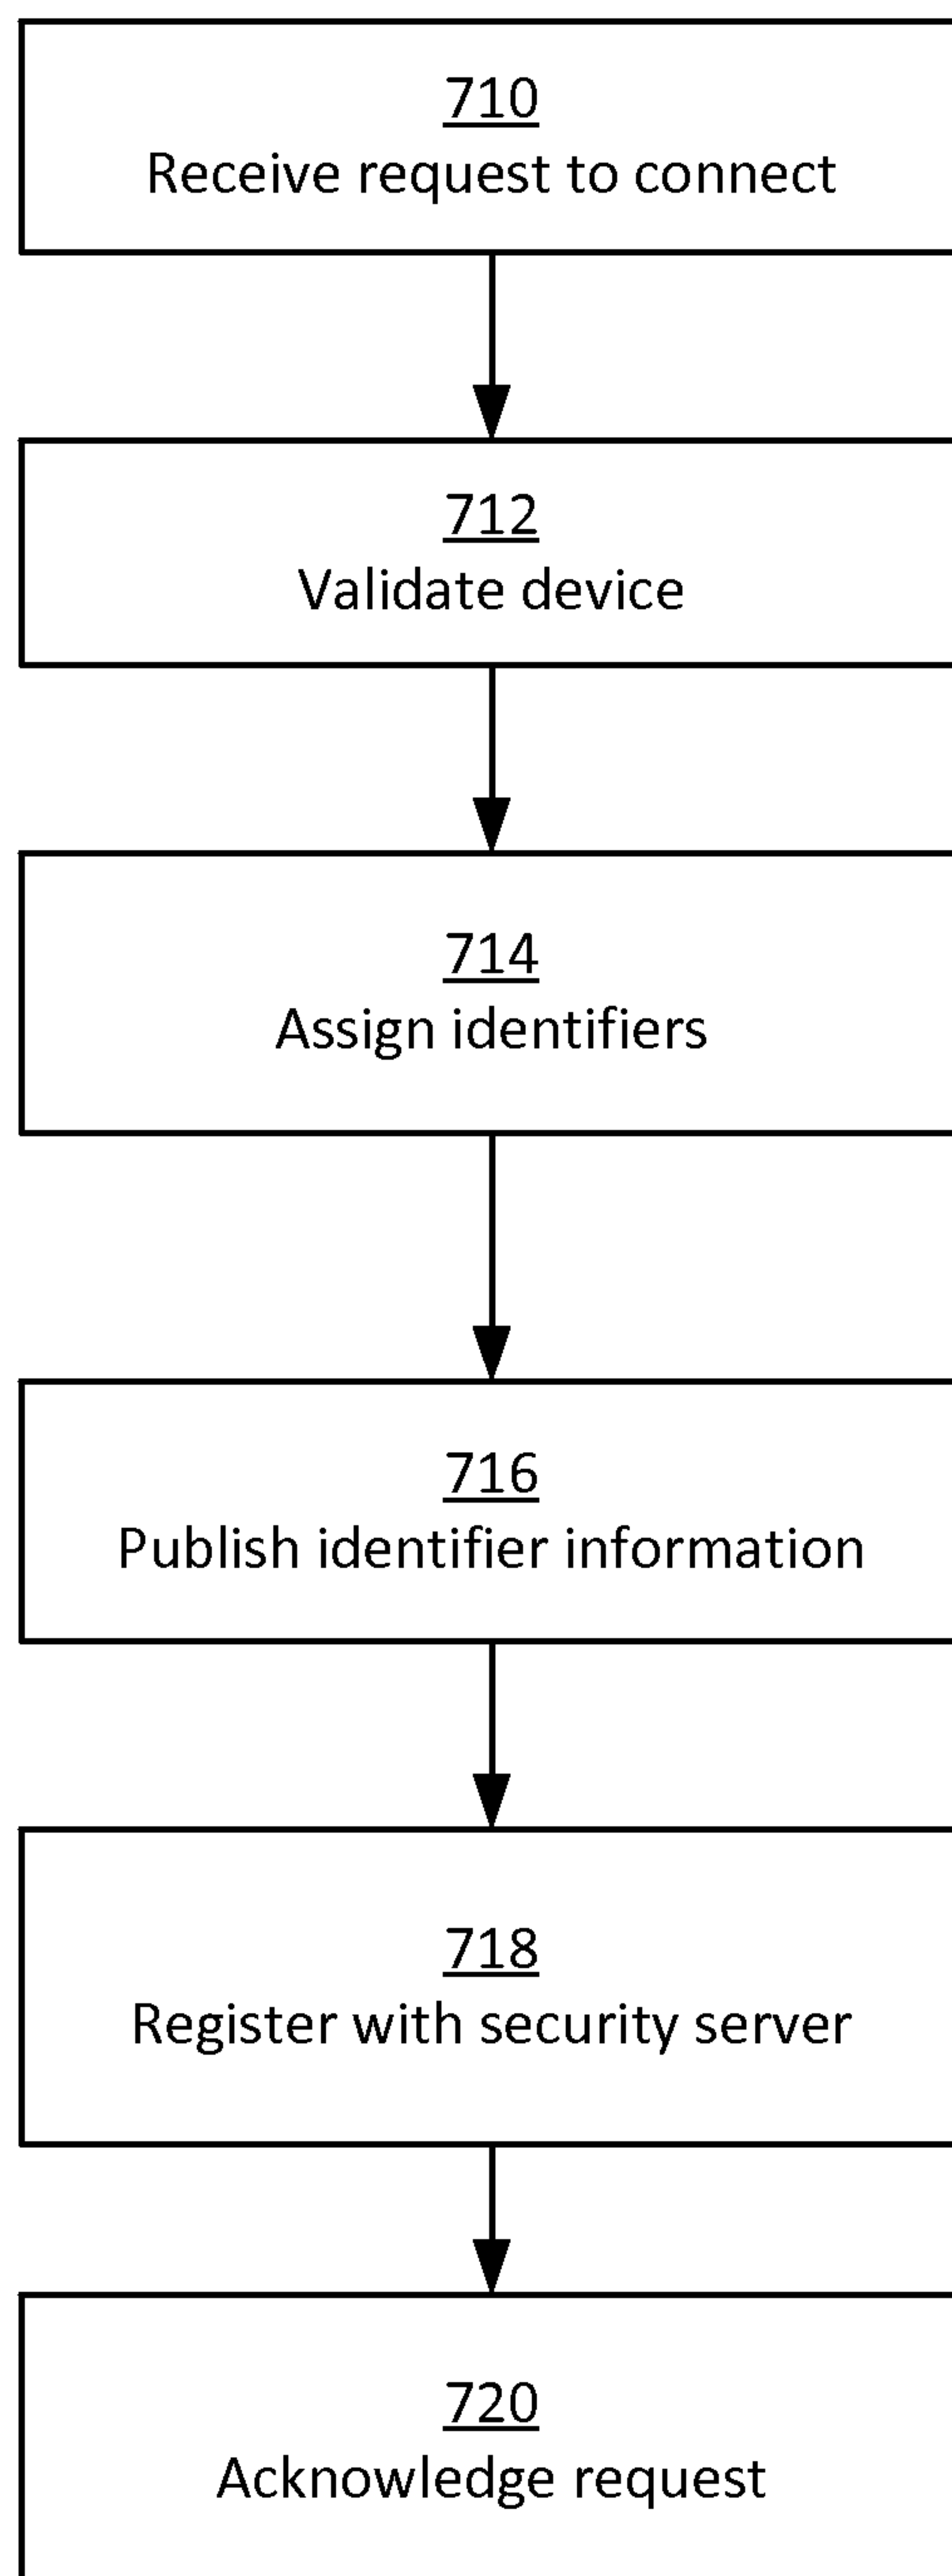 710
Receive request to connect
712
Validate device
714
Assign identifiers
716
Publish identifier information
718
Register with security server
720
Acknowledge request